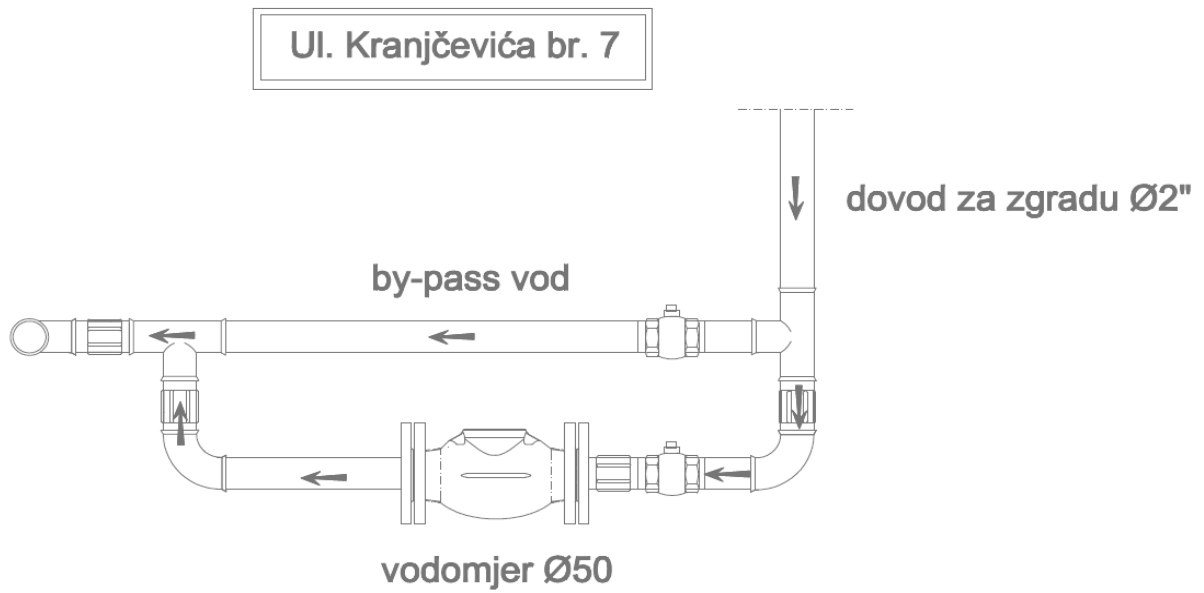 Ul. Kranjčevića br. 7
dovod za zgradu Ø2"
by-pass vod
vodomjer Ø50